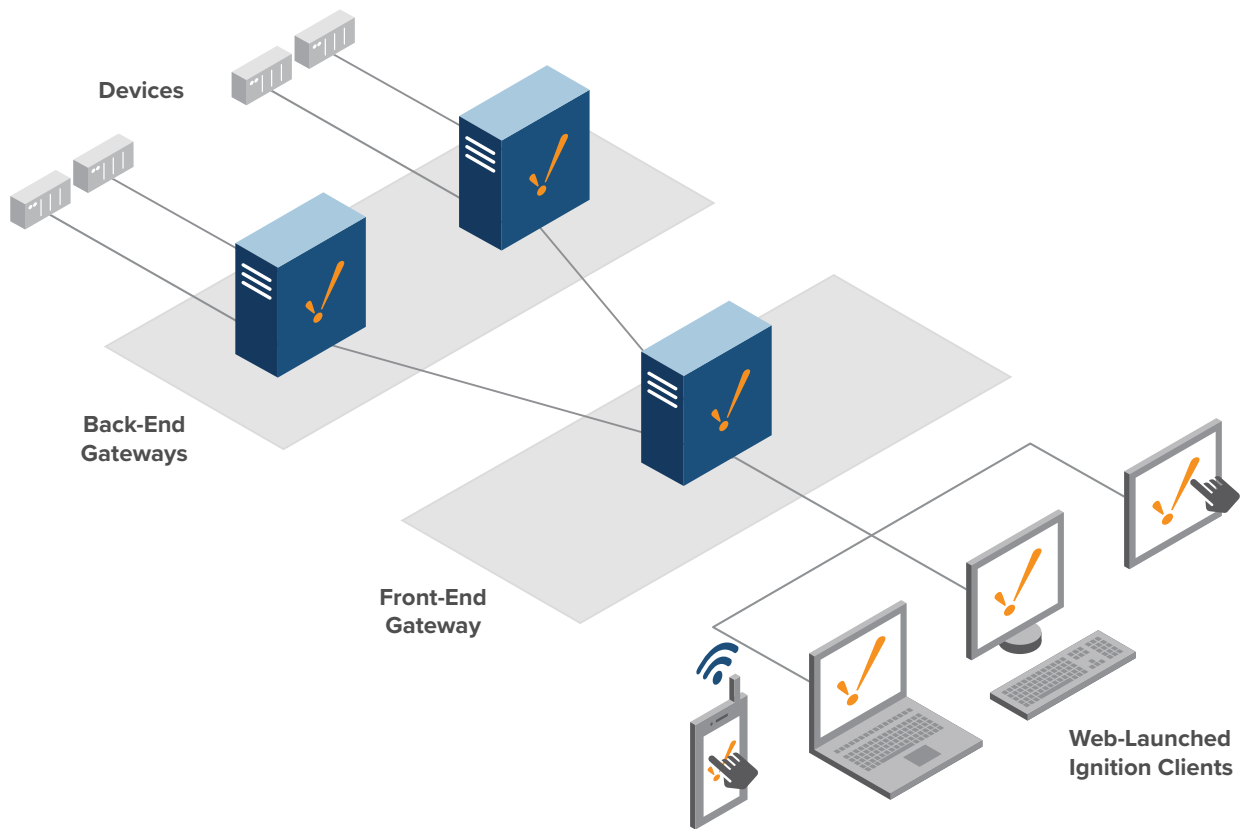 Devices
Back-End
Gateways
Front-End
Gateway
Web-Launched
Ignition Clients